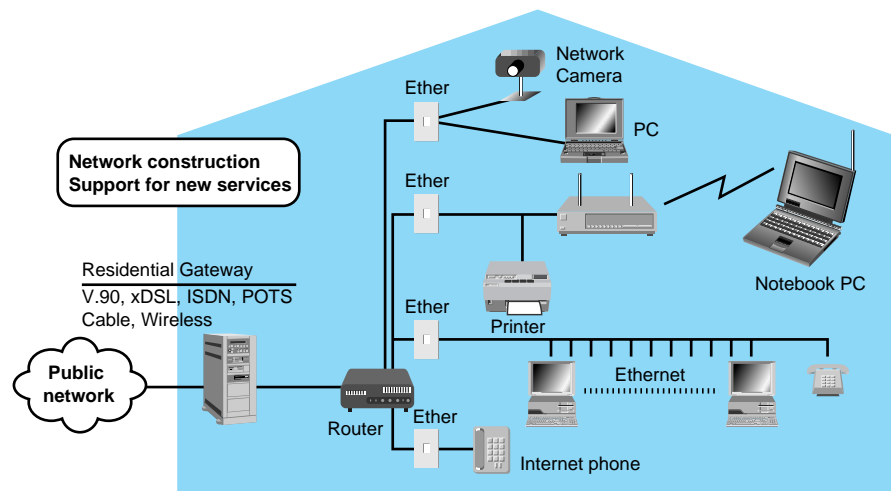 Network
Camera
Ether
PC
Network construction
Support for new services
Ether
Notebook PC
Residential Gateway
V.90, xDSL, ISDN, POTS
Cable, Wireless
Printer
Ether
Ethernet
Public
network
Router
Ether
Internet phone